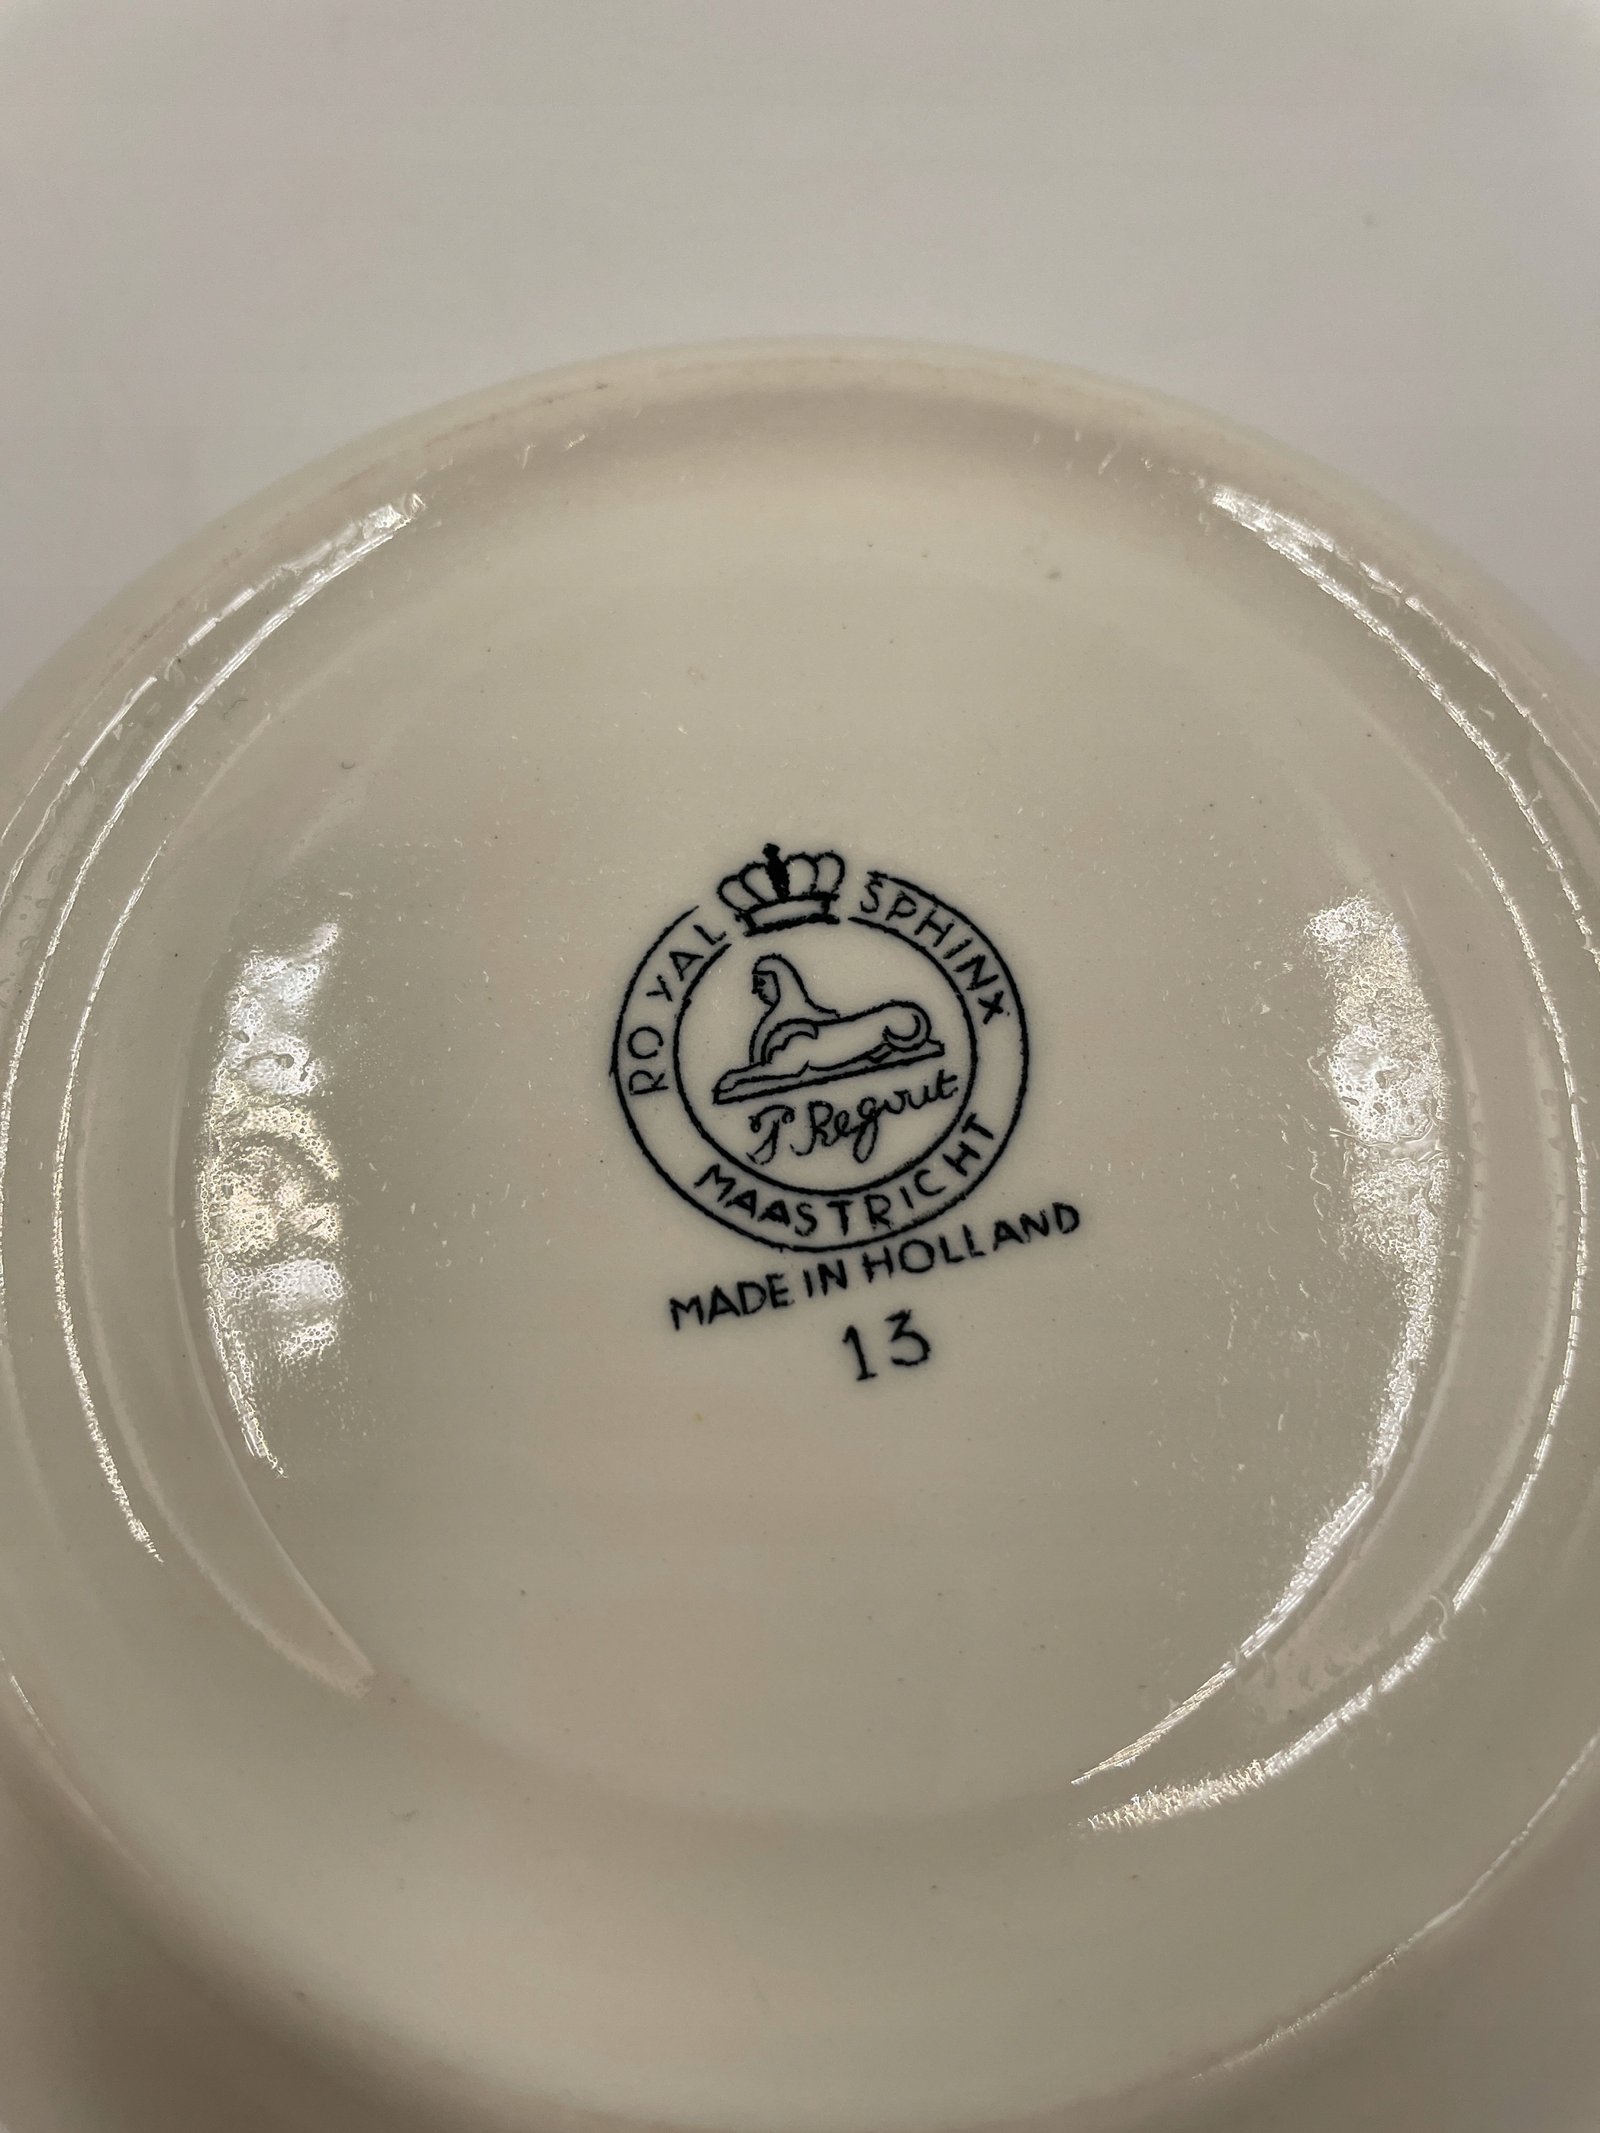 ROYAL SPHINX
P. Regout
MAASTRICHT
MADE IN HOLLAND
13